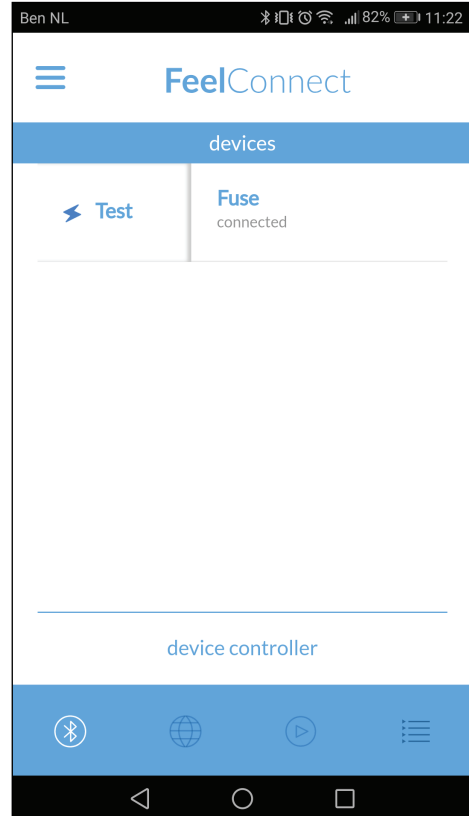 Ben NL 82% 11:22
FeelConnect
devices
Test
Fuse
connected
device controller